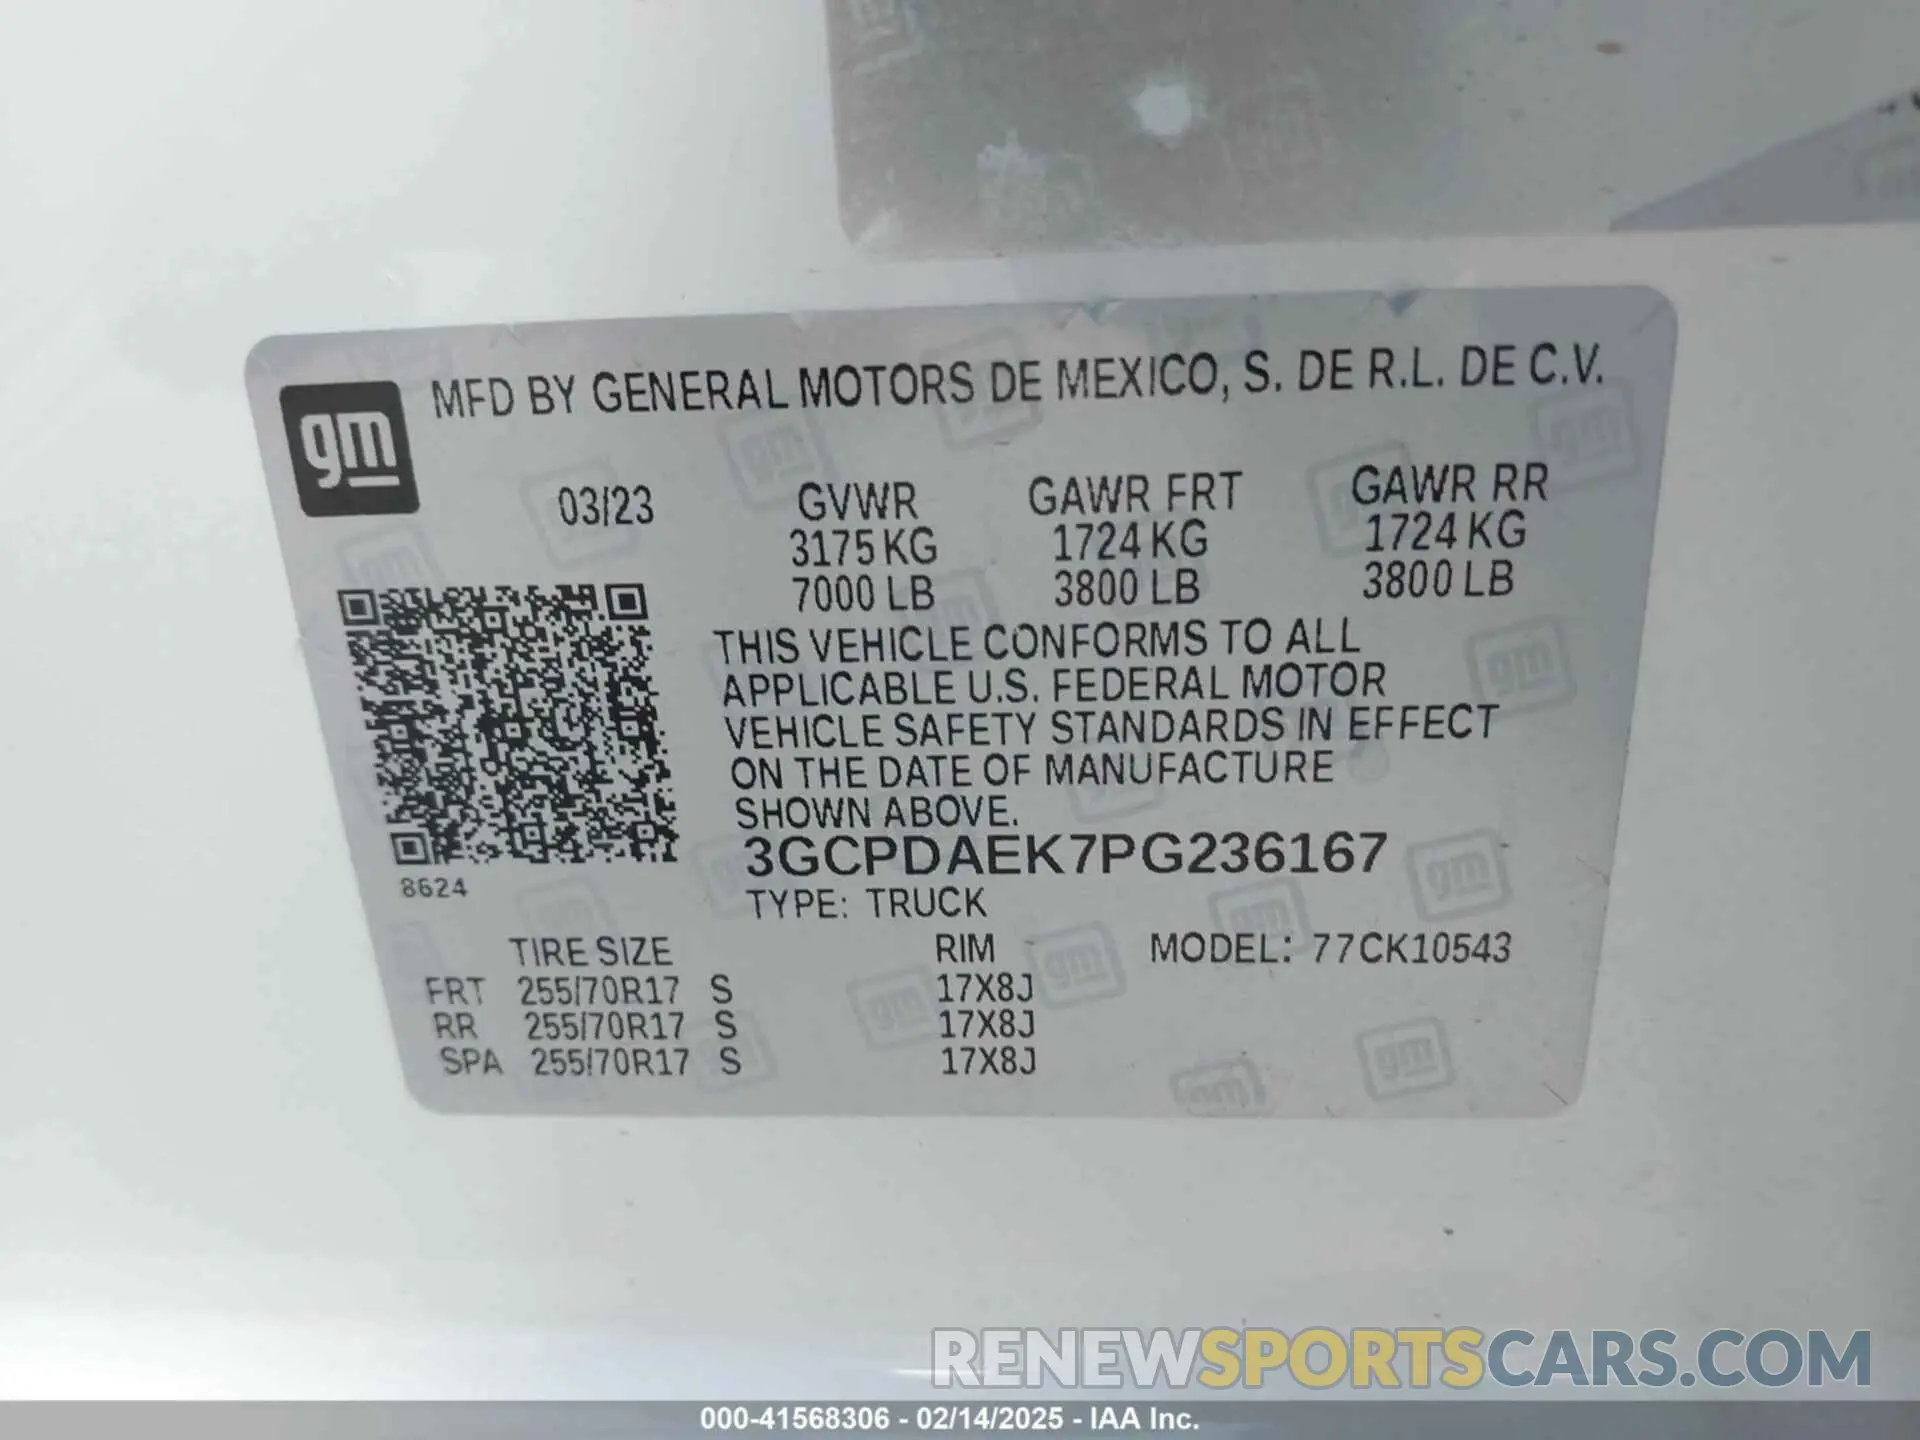 gm MFD BY GENERAL MOTORS DE MEXICO, S. DE R.L. DE C.V.
03/23 GVWR GAWR FRT GAWR RR
3175 KG 1724 KG 1724 KG
7000 LB 3800 LB 3800 LB
THIS VEHICLE CONFORMS TO ALL
APPLICABLE U.S. FEDERAL MOTOR
VEHICLE SAFETY STANDARDS IN EFFECT
ON THE DATE OF MANUFACTURE
SHOWN ABOVE.
3GCPDAEK7PG236167
8624
TYPE: TRUCK
TIRE SIZE RIM MODEL: 77CK10543
FRT 255/70R17 S 17X8J
RR 255/70R17 S 17X8J
SPA 255/70R17 S 17X8J
RENEWSPORTSCARS.COM
000-41568306 - 02/14/2025 - IAA Inc.